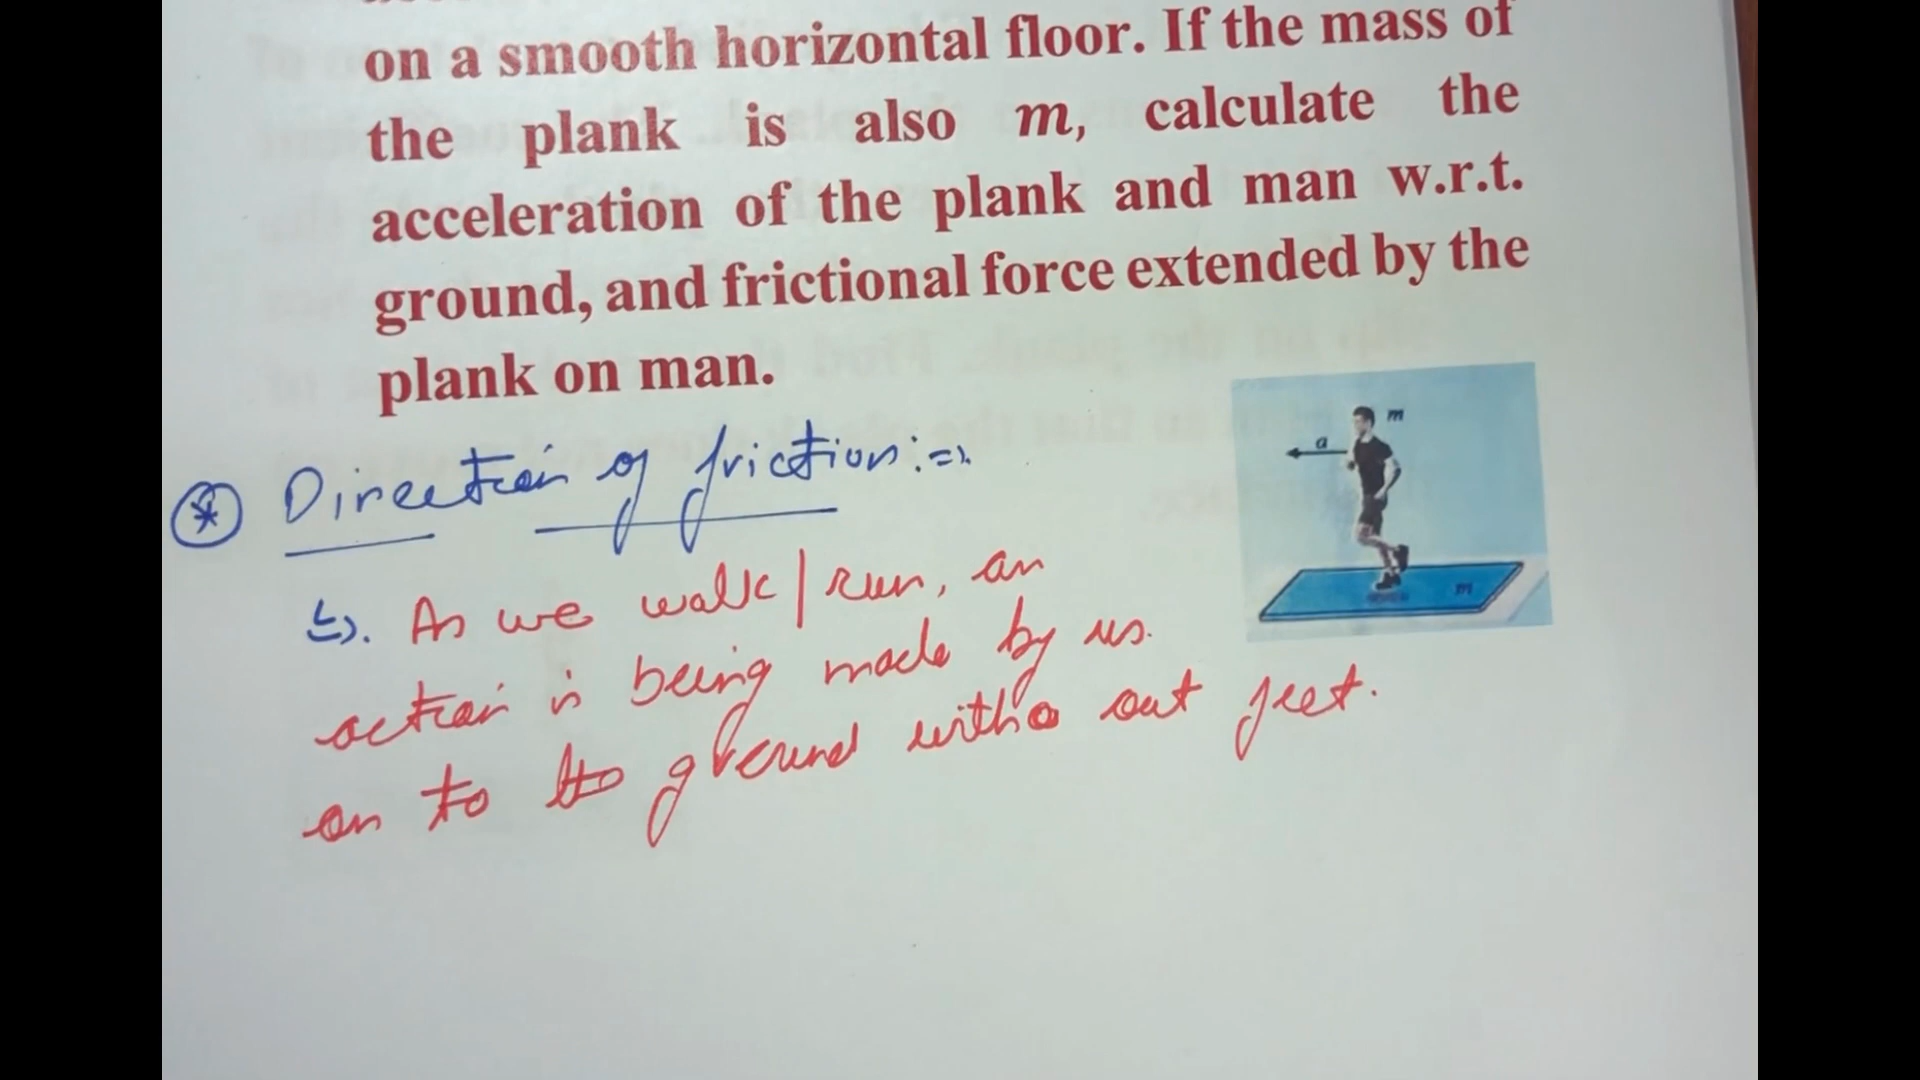 on a smooth horizontal floor. If the mass of
the plank is also m, calculate the
acceleration of the plank and man w.r.t.
ground, and frictional force extended by the
plank on man.
m
a
m
Direction of friction:⇒
↳. As we walk/run, an
action is being made by us.
on to ground with out feet.